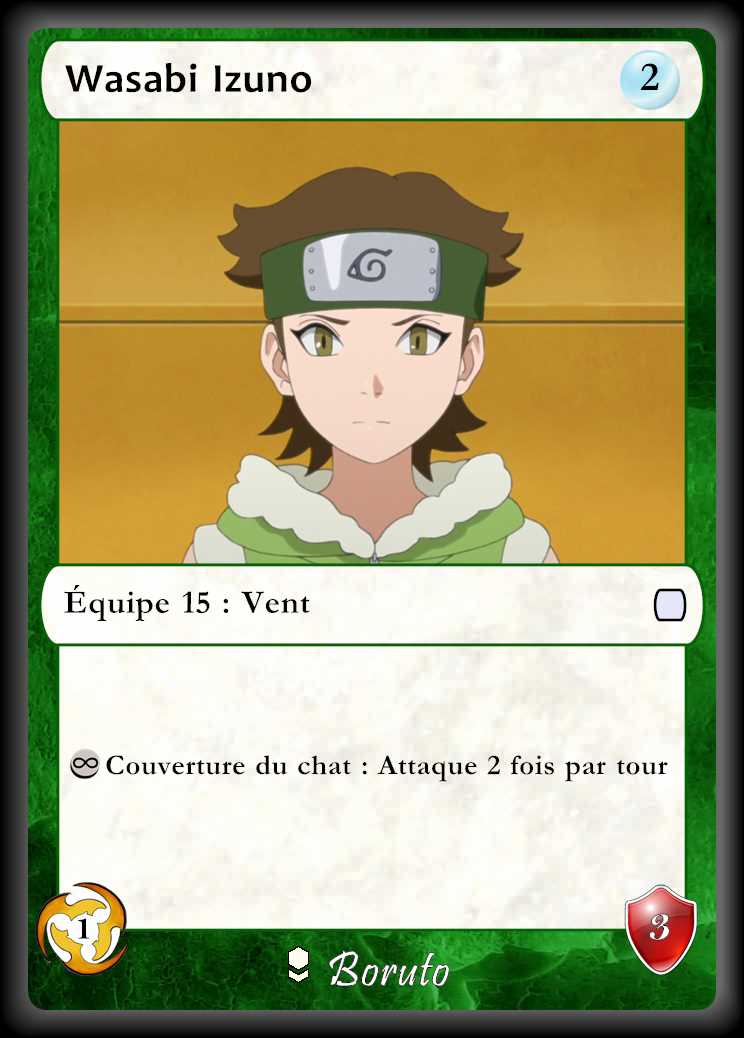 Wasabi Izuno
2
Équipe 15 : Vent
∞ Couverture du chat : Attaque 2 fois par tour
1
3
Boruto